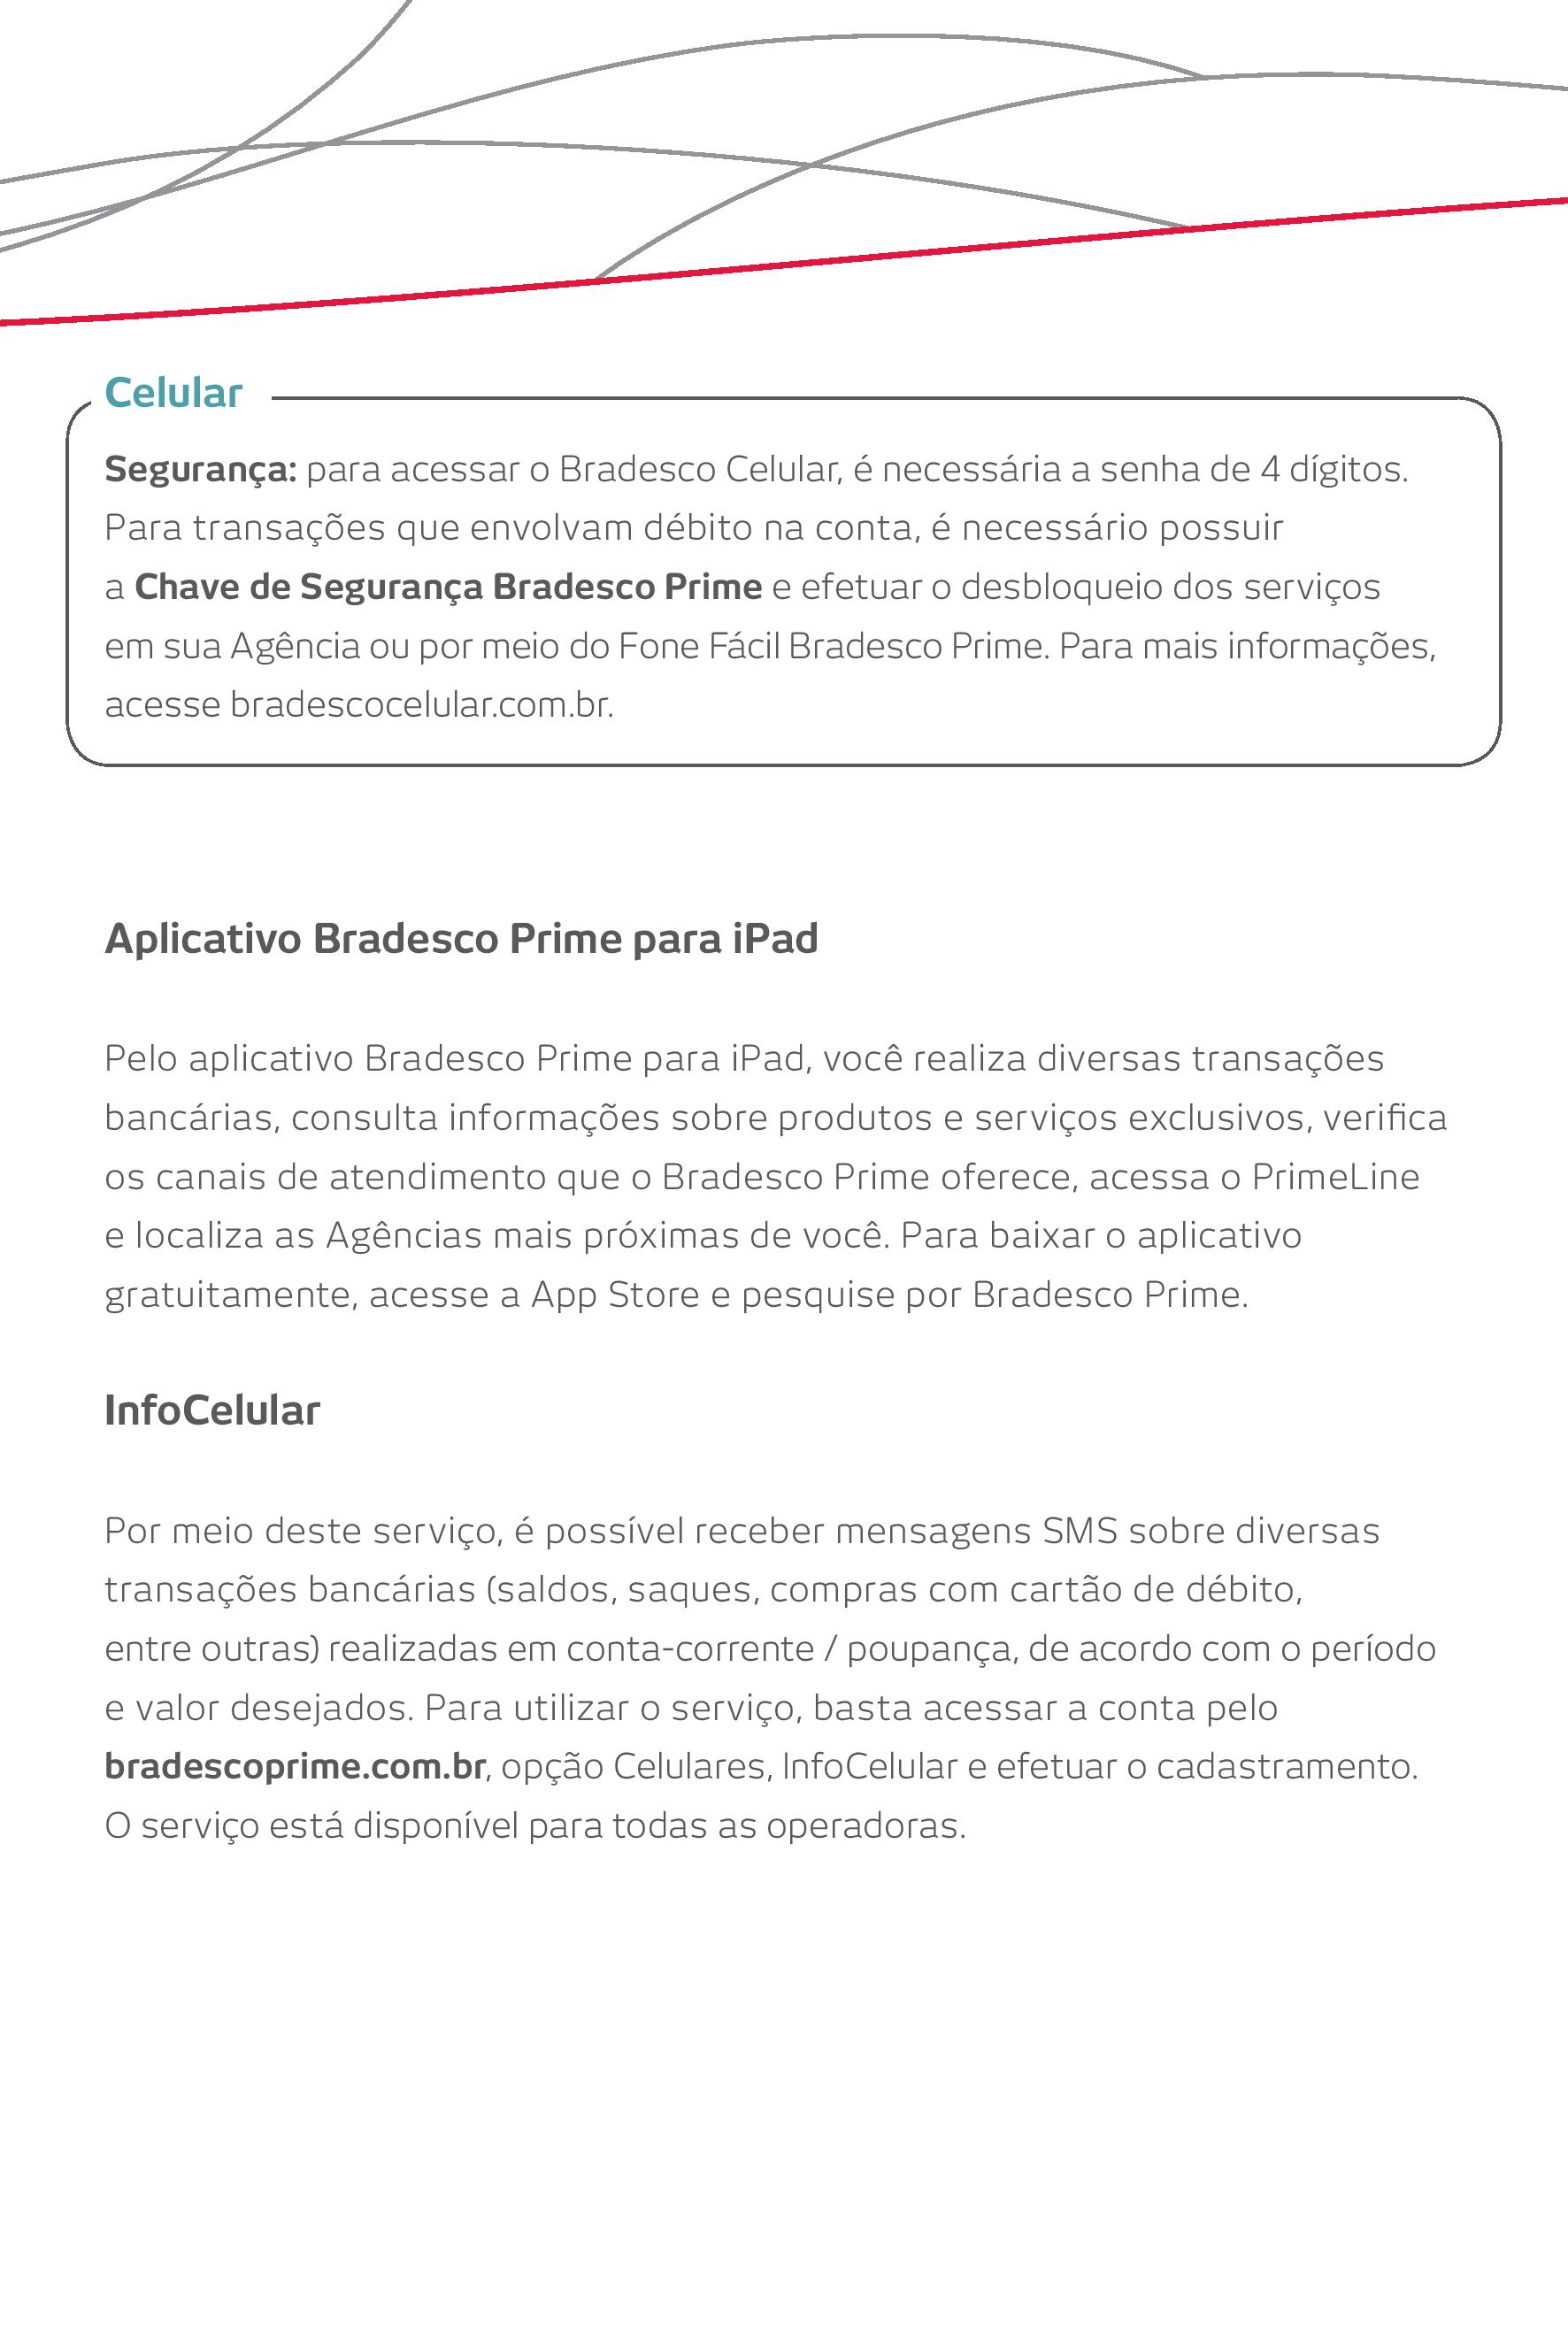 Celular
Segurança: para acessar o Bradesco Celular, é necessária a senha de 4 dígitos.
Para transações que envolvam débito na conta, é necessário possuir
a Chave de Segurança Bradesco Prime e efetuar o desbloqueio dos serviços
em sua Agência ou por meio do Fone Fácil Bradesco Prime. Para mais informações,
acesse bradescocelular.com.br.
Aplicativo Bradesco Prime para iPad
Pelo aplicativo Bradesco Prime para iPad, você realiza diversas transações
bancárias, consulta informações sobre produtos e serviços exclusivos, verifica
os canais de atendimento que o Bradesco Prime oferece, acessa o PrimeLine
e localiza as Agências mais próximas de você. Para baixar o aplicativo
gratuitamente, acesse a App Store e pesquise por Bradesco Prime.
InfoCelular
Por meio deste serviço, é possível receber mensagens SMS sobre diversas
transações bancárias (saldos, saques, compras com cartão de débito,
entre outras) realizadas em conta-corrente / poupança, de acordo com o período
e valor desejados. Para utilizar o serviço, basta acessar a conta pelo
bradescoprime.com.br, opção Celulares, InfoCelular e efetuar o cadastramento.
O serviço está disponível para todas as operadoras.